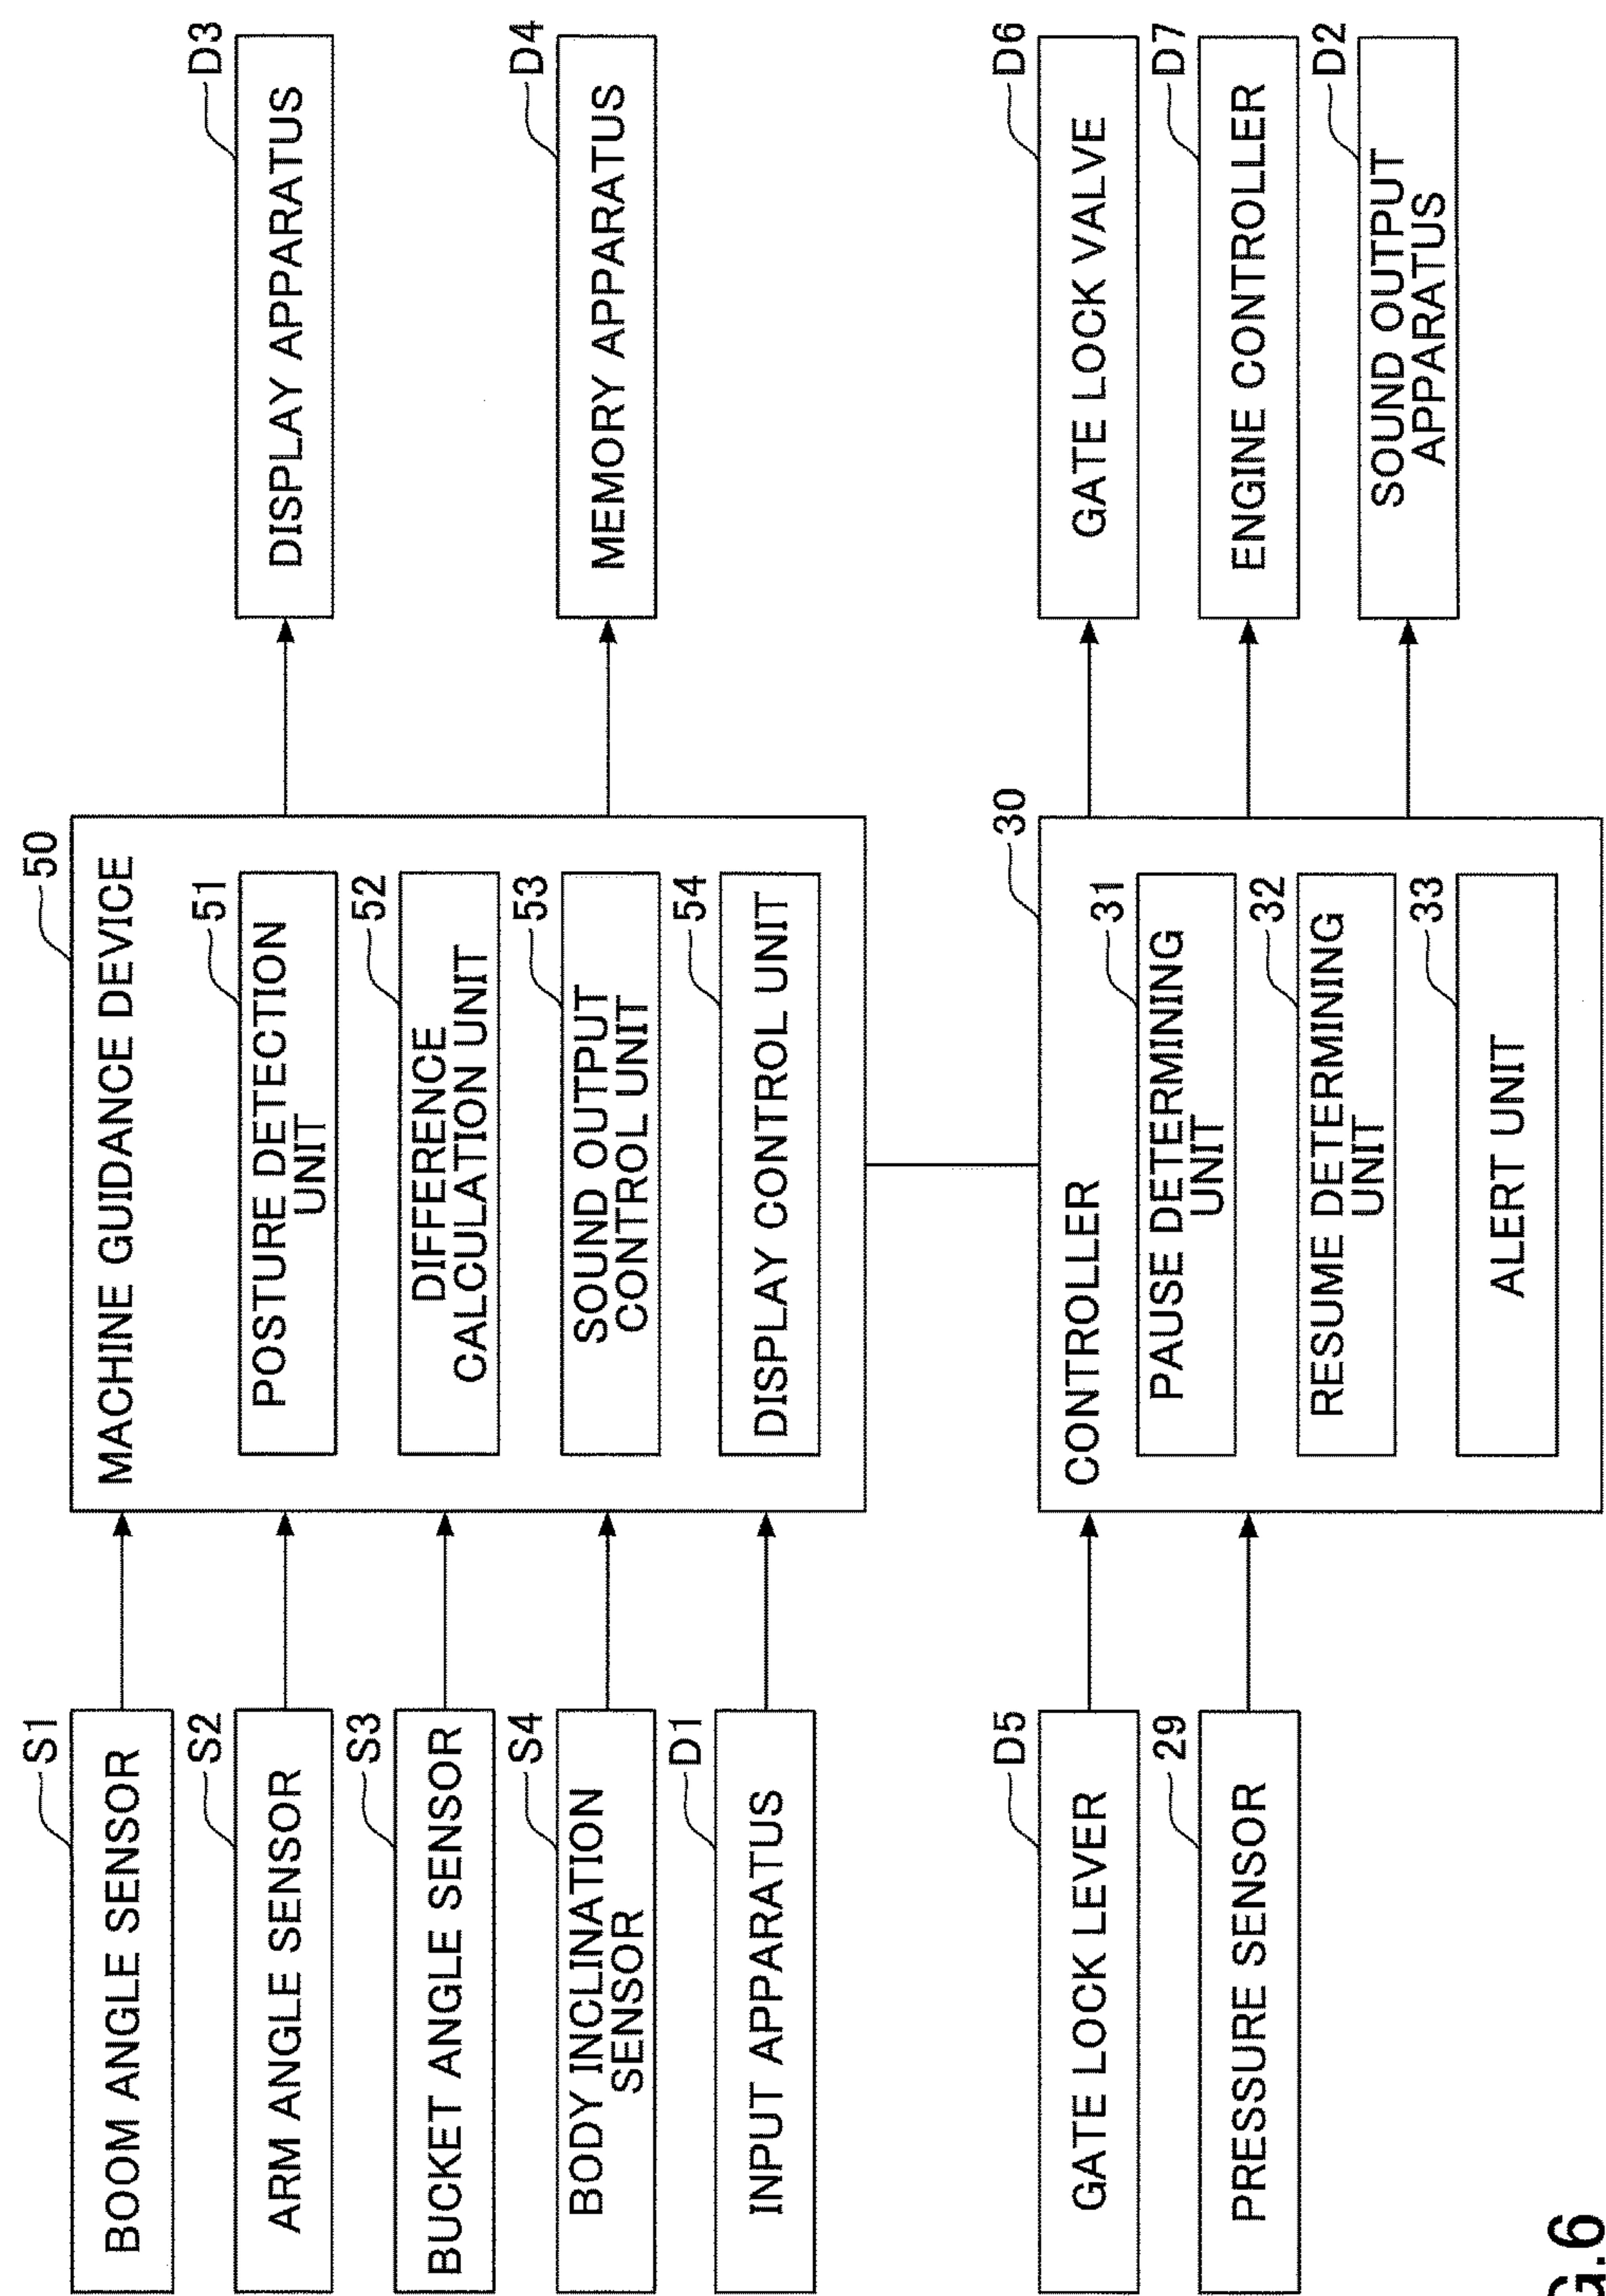 S1
BOOM ANGLE SENSOR
S2
ARM ANGLE SENSOR
S3
BUCKET ANGLE SENSOR
S4
BODY INCLINATION
SENSOR
D1
INPUT APPARATUS
50
MACHINE GUIDANCE DEVICE
51
POSTURE DETECTION
UNIT
52
DIFFERENCE
CALCULATION UNIT
53
SOUND OUTPUT
CONTROL UNIT
54
DISPLAY CONTROL UNIT
D3
DISPLAY APPARATUS
D4
MEMORY APPARATUS
D5
GATE LOCK LEVER
29
PRESSURE SENSOR
30
CONTROLLER
31
PAUSE DETERMINING
UNIT
32
RESUME DETERMINING
UNIT
33
ALERT UNIT
D6
GATE LOCK VALVE
D7
ENGINE CONTROLLER
D2
SOUND OUTPUT
APPARATUS
G.6